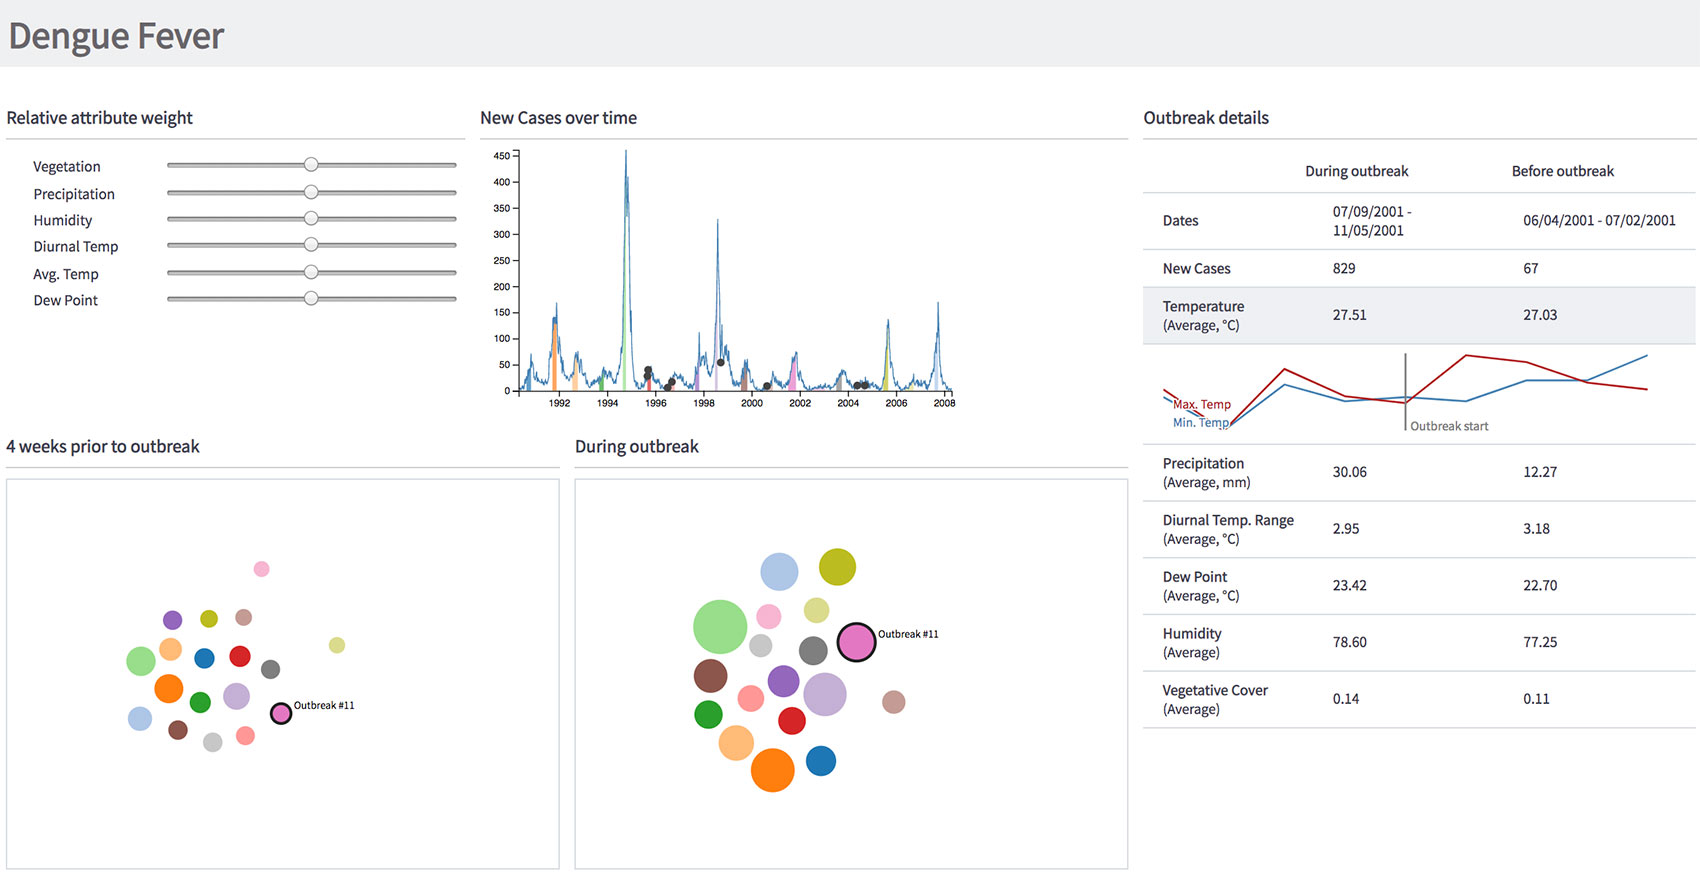 Dengue Fever
Relative attribute weight
Vegetation
Precipitation
Humidity
Diurnal Temp
Avg. Temp
Dew Point
New Cases over time
450
400
350
300
250
200
150
100
50
0
1992 1994 1996 1998 2000 2002 2004 2006 2008
4 weeks prior to outbreak
Outbreak #11
During outbreak
Outbreak #11
Outbreak details
During outbreak Before outbreak
Dates 07/09/2001 - 11/05/2001 06/04/2001 - 07/02/2001
New Cases 829 67
Temperature (Average, °C) 27.51 27.03
Max. Temp
Min. Temp
Outbreak start
Precipitation (Average, mm) 30.06 12.27
Diurnal Temp. Range (Average, °C) 2.95 3.18
Dew Point (Average, °C) 23.42 22.70
Humidity (Average) 78.60 77.25
Vegetative Cover (Average) 0.14 0.11